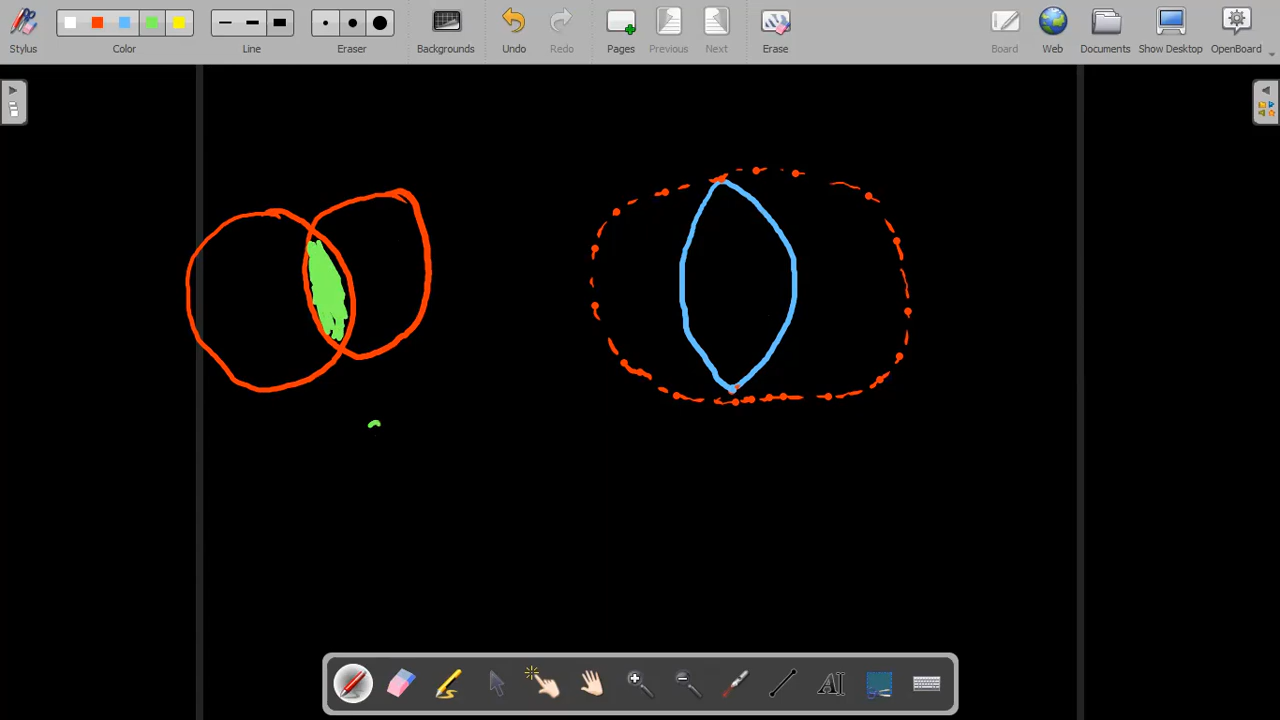 Stylus
Color
Line
Eraser
Backgrounds
Undo
Redo
Pages
Previous
Next
Erase
Board
Web
Documents
Show Desktop
OpenBoard